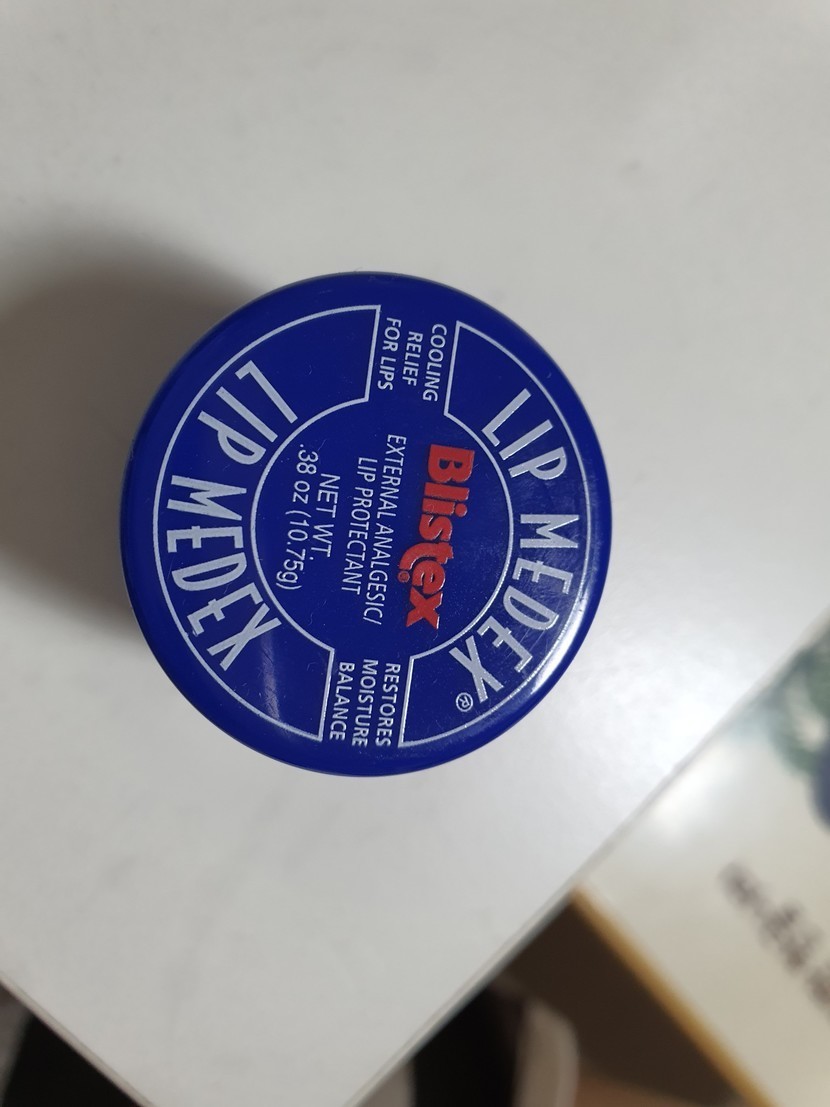 LIP MEDEX®
COOLING
RELIEF
FOR LIPS
Blistex®
EXTERNAL ANALGESIC/
LIP PROTECTANT
NET WT.
.38 oz (10.75g)
RESTORES
MOISTURE
BALANCE
LIP MEDEX